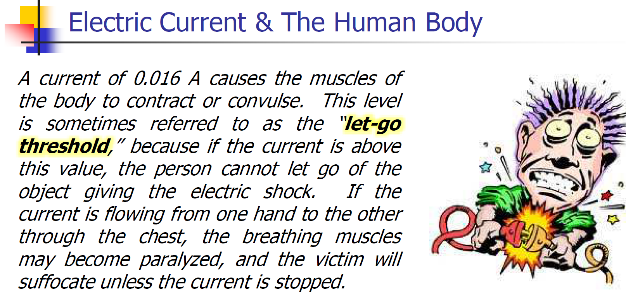 Electric Current & The Human Body
A current of 0.016 A causes the muscles of
the body to contract or convulse. This level
is sometimes referred to as the "let-go
threshold," because if the current is above
this value, the person cannot let go of the
object giving the electric shock. If the
current is flowing from one hand to the other
through the chest, the breathing muscles
may become paralyzed, and the victim will
suffocate unless the current is stopped.